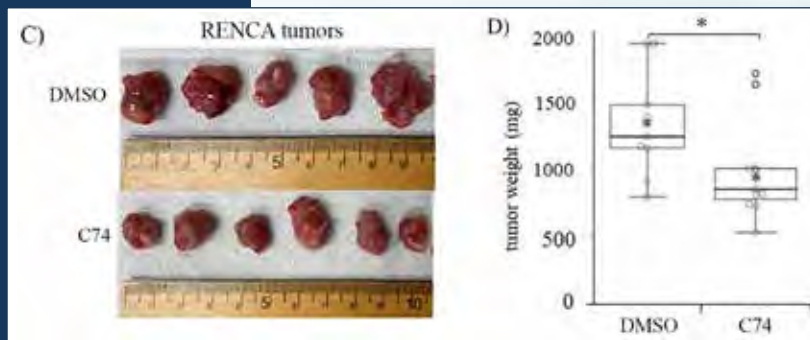 C)
RENCA tumors
DMSO
5
C74
5
10
D)
*
2000
1500
1000
500
0
tumor weight (mg)
DMSO
C74